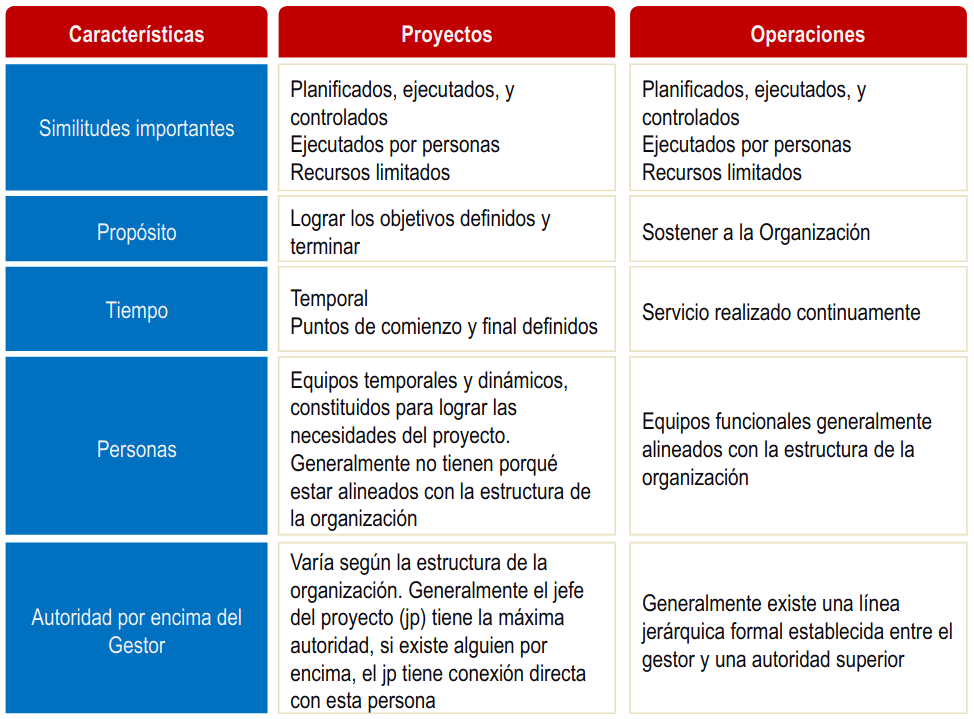 Características
Proyectos
Operaciones
Similitudes importantes
Planificados, ejecutados, y
controlados
Ejecutados por personas
Recursos limitados
Planificados, ejecutados, y
controlados
Ejecutados por personas
Recursos limitados
Propósito
Lograr los objetivos definidos y
terminar
Sostener a la Organización
Tiempo
Temporal
Puntos de comienzo y final definidos
Servicio realizado continuamente
Personas
Equipos temporales y dinámicos,
constituidos para lograr las
necesidades del proyecto.
Generalmente no tienen porqué
estar alineados con la estructura de
la organización
Equipos funcionales generalmente
alineados con la estructura de la
organización
Autoridad por encima del
Gestor
Varía según la estructura de la
organización. Generalmente el jefe
del proyecto (jp) tiene la máxima
autoridad, si existe alguien por
encima, el jp tiene conexión directa
con esta persona
Generalmente existe una línea
jerárquica formal establecida entre el
gestor y una autoridad superior